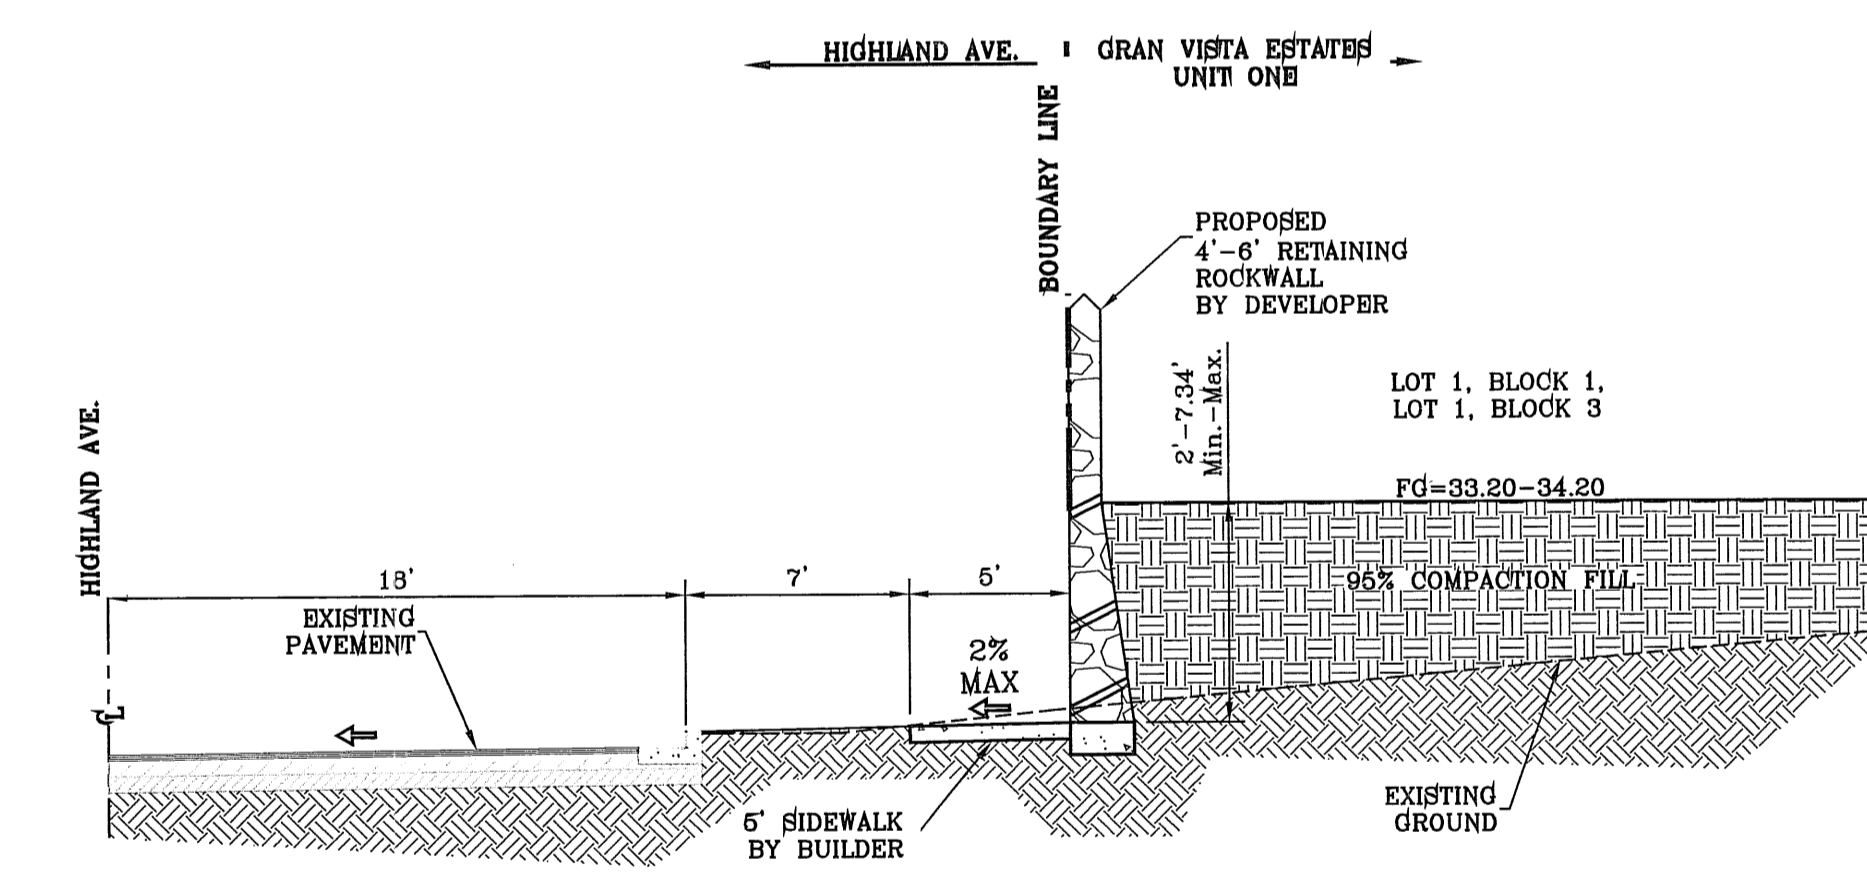 HIGHLAND AVE.
GRAN VISTA ESTATES
UNIT ONE
BOUNDARY LINE
PROPOSED
4'-6' RETAINING
ROCKWALL
BY DEVELOPER
2'-7.34'
Min.-Max.
LOT 1, BLOCK 1,
LOT 1, BLOCK 3
HIGHLAND AVE.
FG=33.20-34.20
18'
7'
5'
95% COMPACTION FILL
EXISTING
PAVEMENT
2%
MAX
CL
5' SIDEWALK
BY BUILDER
EXISTING
GROUND